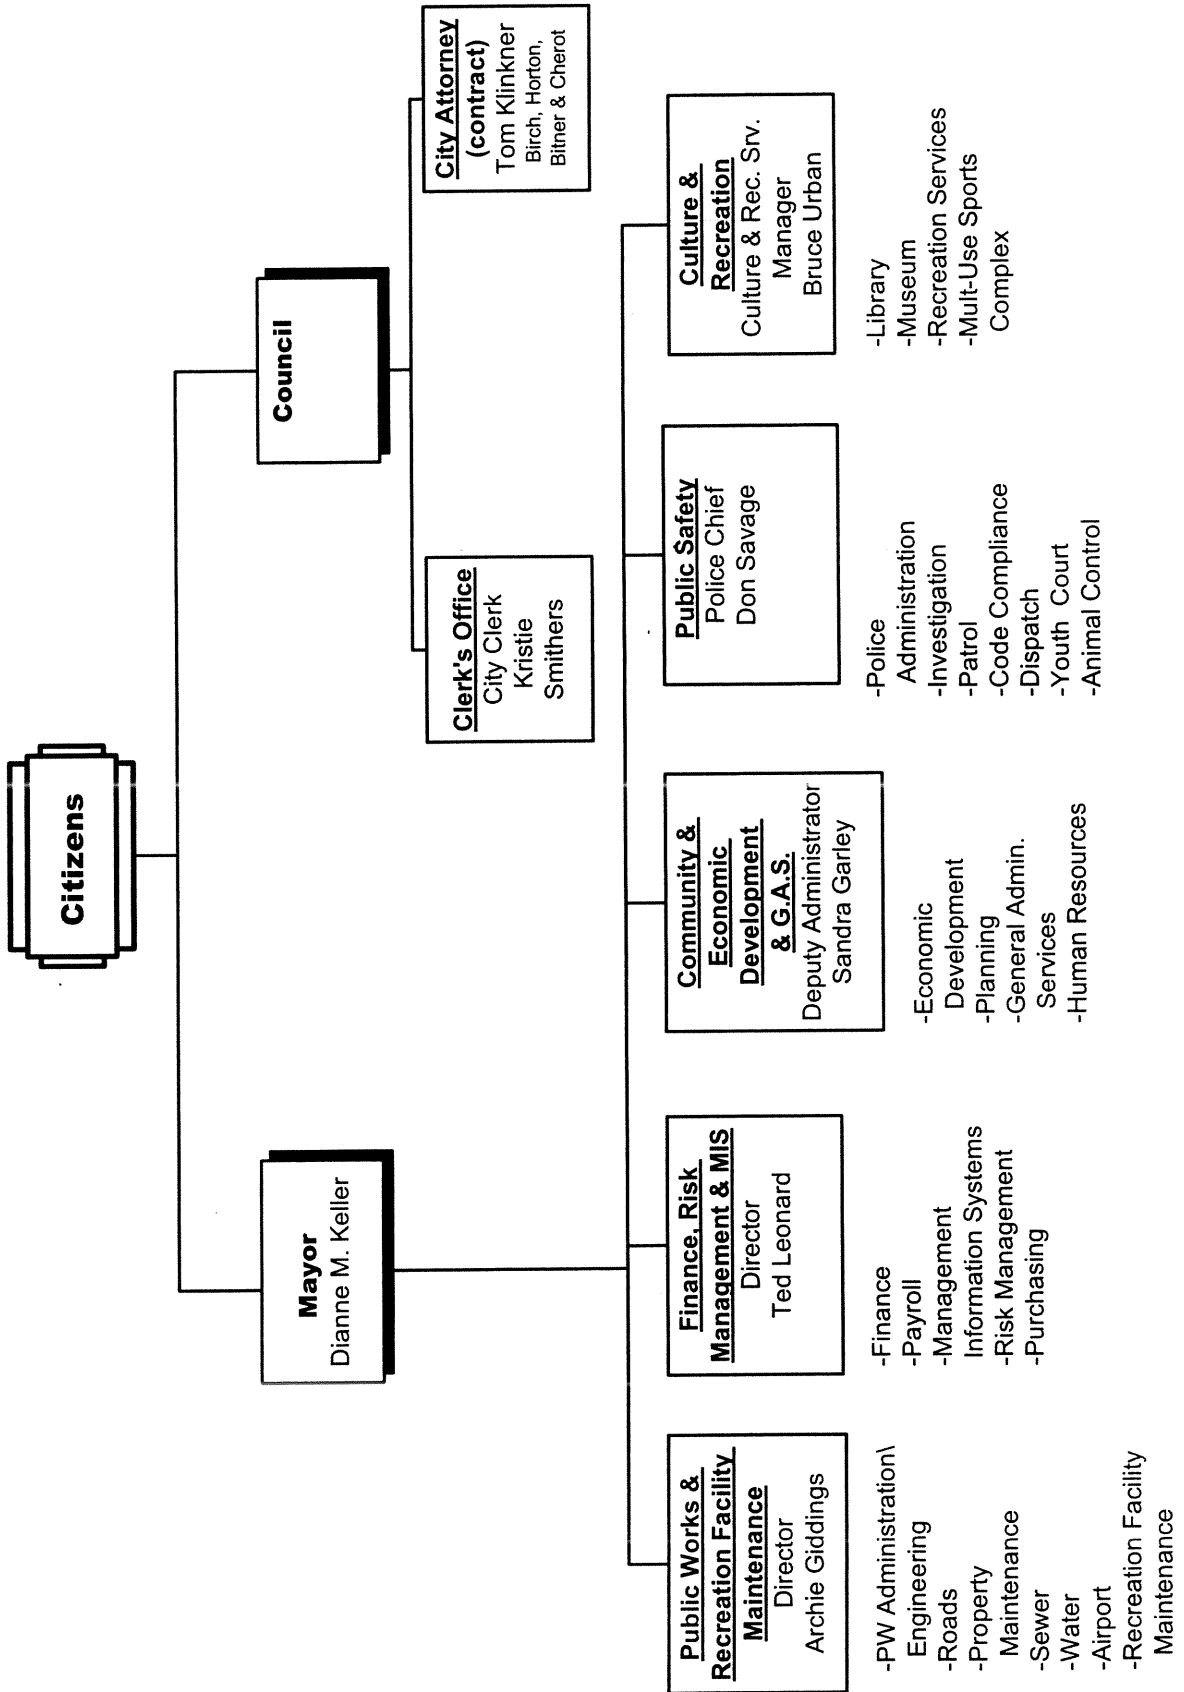 Citizens
Mayor
Dianne M. Keller
Council
Clerk's Office
City Clerk
Kristie
Smithers
City Attorney
(contract)
Tom Klinkner
Birch, Horton,
Bitner & Cherot
Public Works &
Recreation Facility
Maintenance
Director
Archie Giddings
-PW Administration\
Engineering
-Roads
-Property
Maintenance
-Sewer
-Water
-Airport
-Recreation Facility
Maintenance
Finance, Risk
Management & MIS
Director
Ted Leonard
-Finance
-Payroll
-Management
Information Systems
-Risk Management
-Purchasing
Community &
Economic
Development
& G.A.S.
Deputy Administrator
Sandra Garley
-Economic
Development
-Planning
-General Admin.
Services
-Human Resources
Public Safety
Police Chief
Don Savage
-Police
Administration
-Investigation
-Patrol
-Code Compliance
-Dispatch
-Youth Court
-Animal Control
Culture &
Recreation
Culture & Rec. Srv.
Manager
Bruce Urban
-Library
-Museum
-Recreation Services
-Mult-Use Sports
Complex